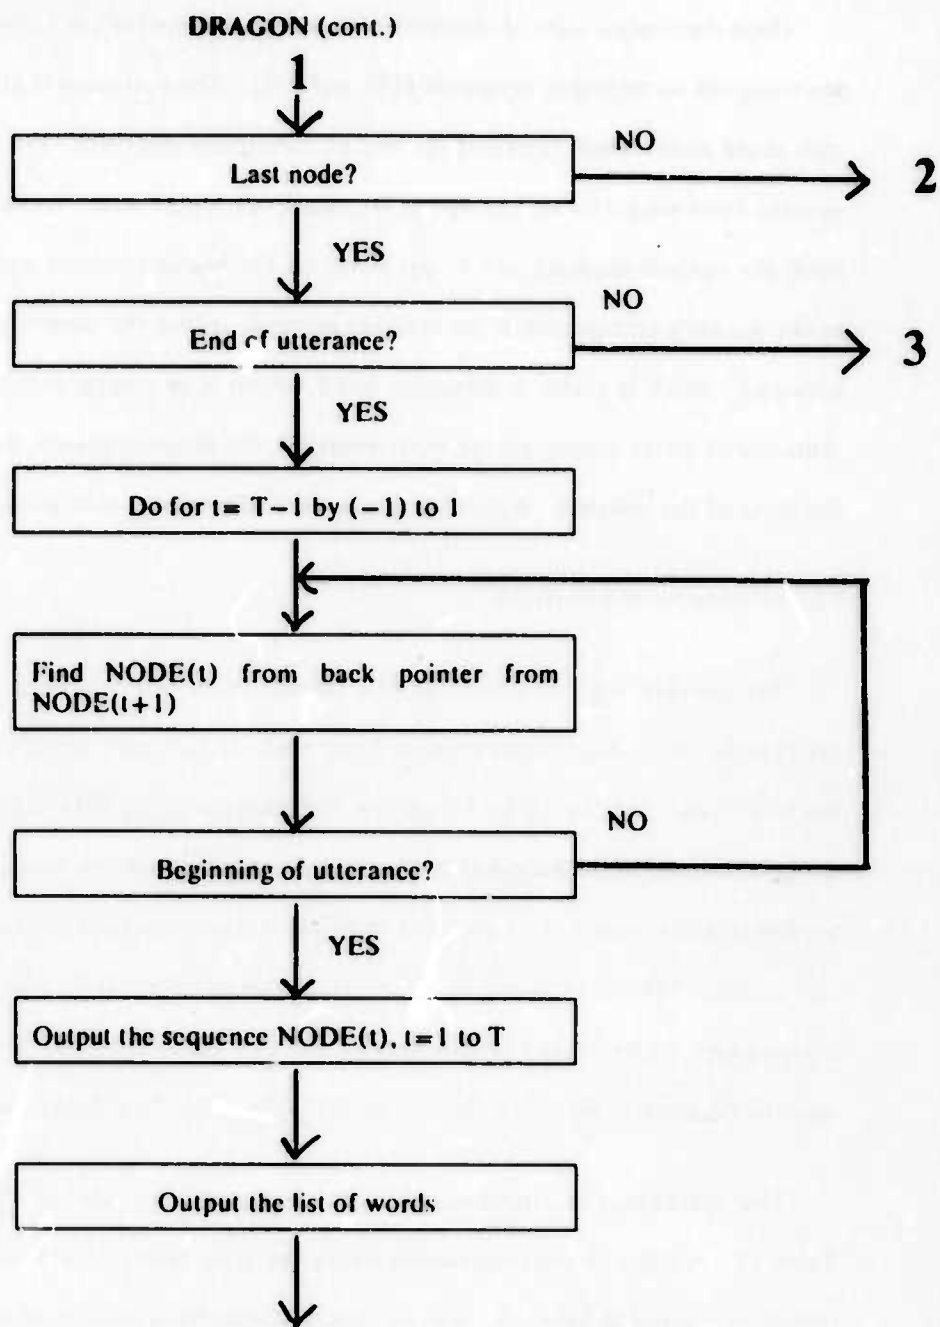 DRAGON (cont.)
1
Last node?
NO
2
YES
End of utterance?
NO
3
YES
Do for t= T−1 by (−1) to 1
Find NODE(t) from back pointer from
NODE(t+1)
Beginning of utterance?
NO
YES
Output the sequence NODE(t), t=1 to T
Output the list of words